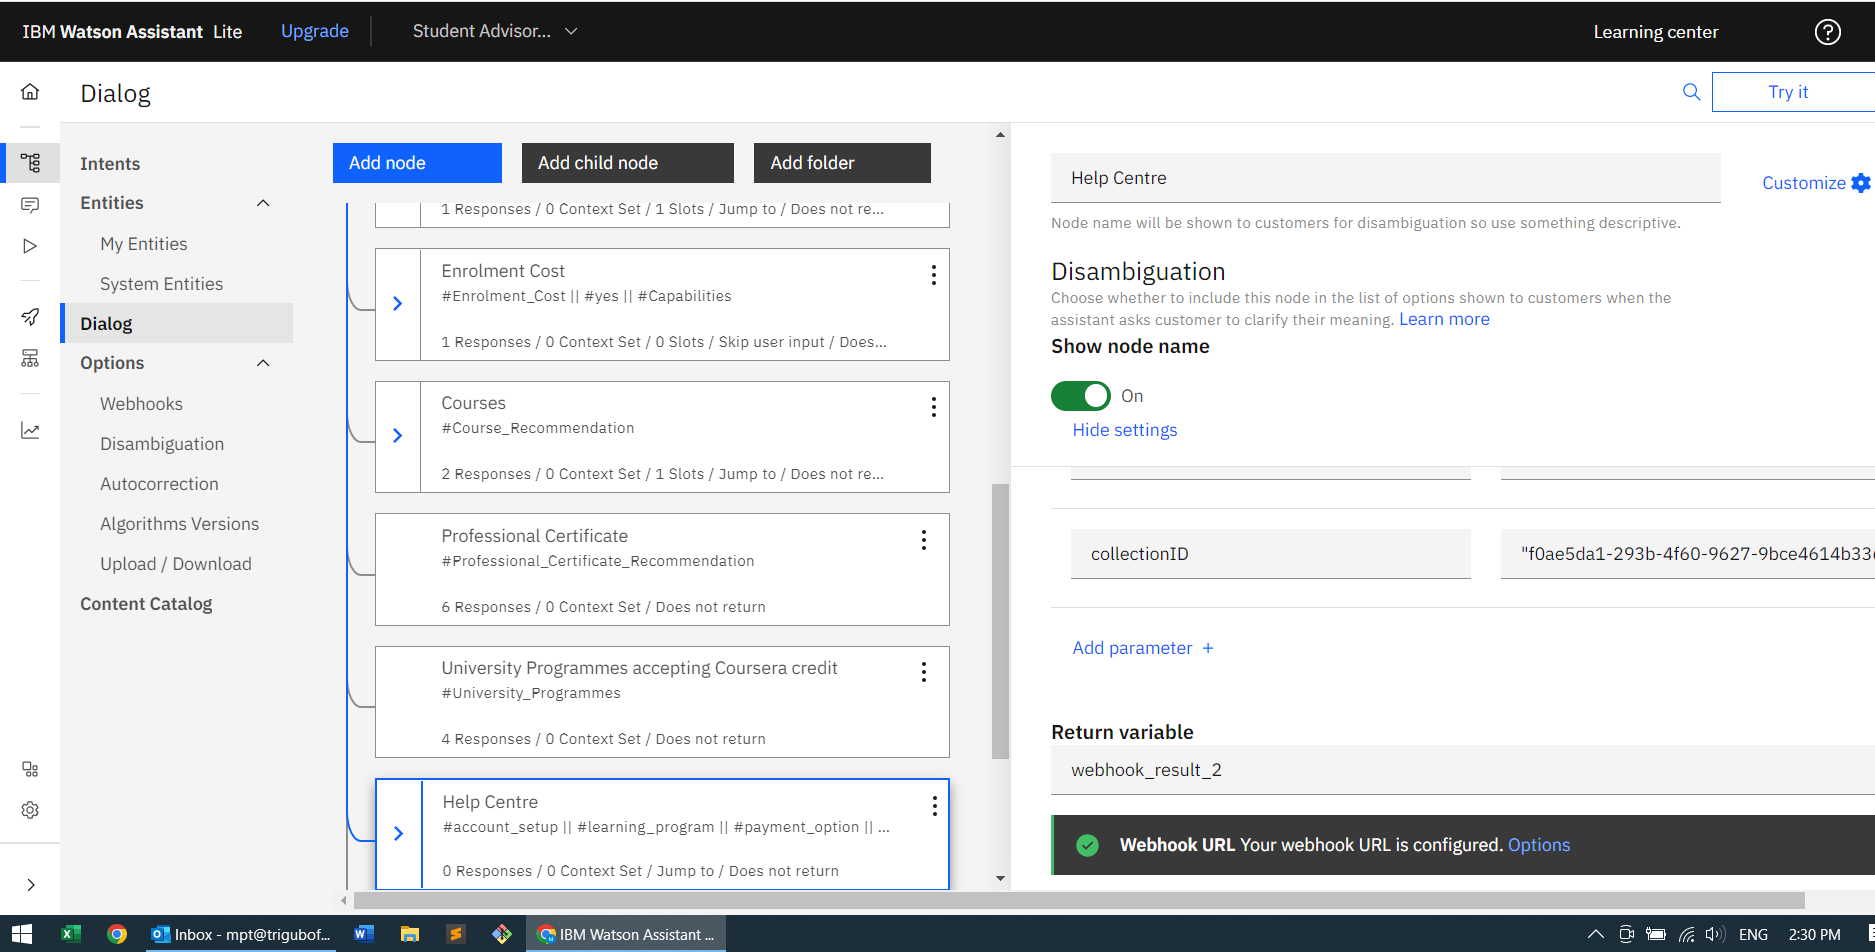 IBM Watson Assistant Lite
Upgrade
Student Advisor...
Learning center
Dialog
Try it
Intents
Entities
My Entities
System Entities
Dialog
Options
Webhooks
Disambiguation
Autocorrection
Algorithms Versions
Upload / Download
Content Catalog
Add node
Add child node
Add folder
1 Responses / 0 Context Set / 1 Slots / Jump to / Does not re...
Enrolment Cost
#Enrolment_Cost || #yes || #Capabilities
1 Responses / 0 Context Set / 0 Slots / Skip user input / Does...
Courses
#Course_Recommendation
2 Responses / 0 Context Set / 1 Slots / Jump to / Does not re...
Professional Certificate
#Professional_Certificate_Recommendation
6 Responses / 0 Context Set / Does not return
University Programmes accepting Coursera credit
#University_Programmes
4 Responses / 0 Context Set / Does not return
Help Centre
#account_setup || #learning_program || #payment_option || ...
0 Responses / 0 Context Set / Jump to / Does not return
Help Centre
Customize
Node name will be shown to customers for disambiguation so use something descriptive.
Disambiguation
Choose whether to include this node in the list of options shown to customers when the
assistant asks customer to clarify their meaning. Learn more
Show node name
On
Hide settings
collectionID
"f0ae5da1-293b-4f60-9627-9bce4614b33
Add parameter +
Return variable
webhook_result_2
Webhook URL Your webhook URL is configured. Options
Inbox - mpt@trigubof...
IBM Watson Assistant ...
ENG
2:30 PM